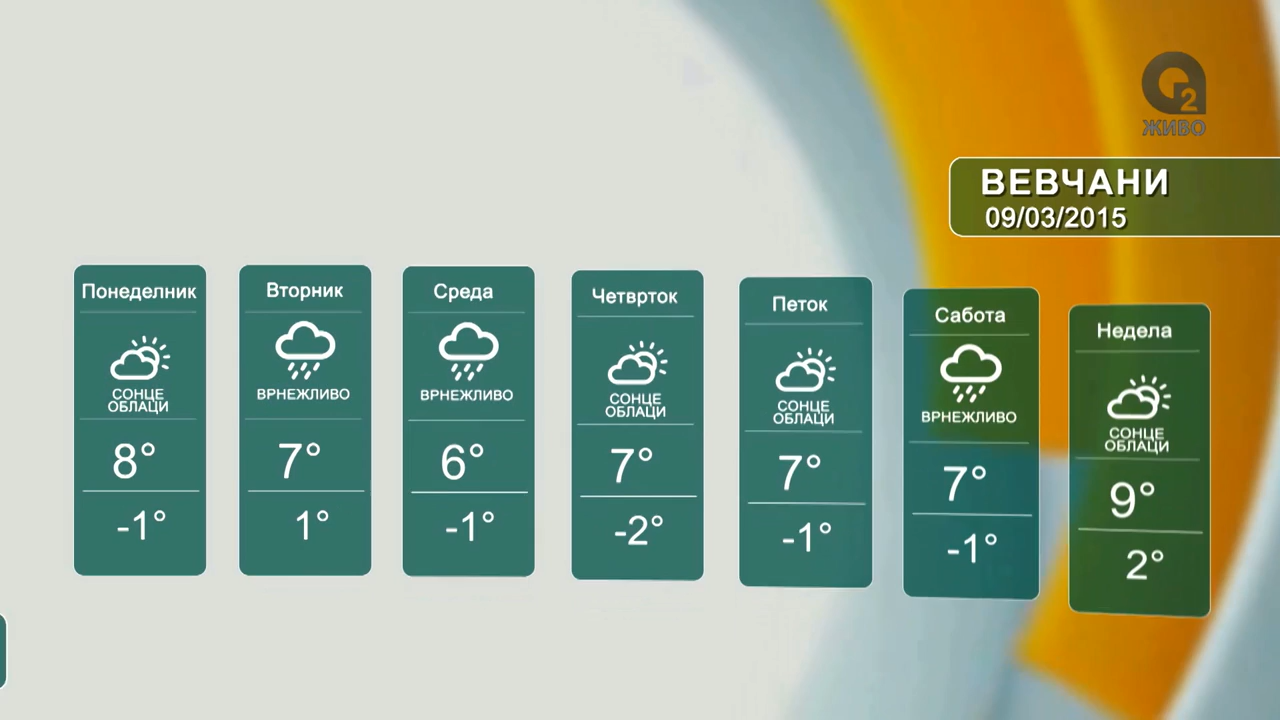 2
ЖИВО
ВЕВЧАНИ
09/03/2015
Понеделник
СОНЦЕ
ОБЛАЦИ
8°
-1°
Вторник
ВРНЕЖЛИВО
7°
1°
Среда
ВРНЕЖЛИВО
6°
-1°
Четврток
СОНЦЕ
ОБЛАЦИ
7°
-2°
Петок
СОНЦЕ
ОБЛАЦИ
7°
-1°
Сабота
ВРНЕЖЛИВО
7°
-1°
Недела
СОНЦЕ
ОБЛАЦИ
9°
2°